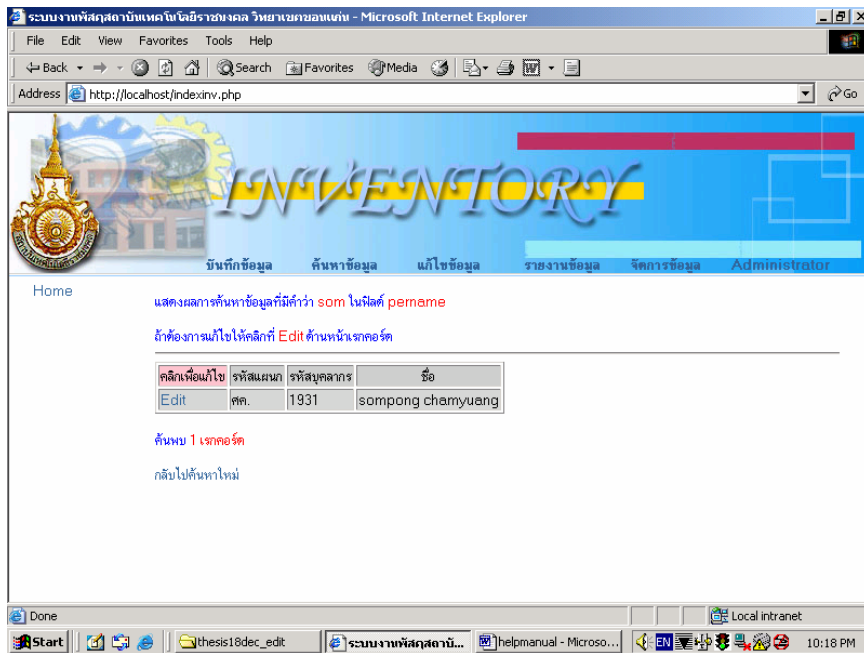 ระบบงานพัสดุสถาบันเทคโนโลยีราชมงคล วิทยาเขตขอนแก่น - Microsoft Internet Explorer
File Edit View Favorites Tools Help
Back Search Favorites Media
Address http://localhost/indexinv.php Go
INVENTORY
บันทึกข้อมูล ค้นหาข้อมูล แก้ไขข้อมูล รายงานข้อมูล จัดการข้อมูล Administrator
Home
แสดงผลการค้นหาข้อมูลที่มีคำว่า som ในฟิลด์ pername
ถ้าต้องการแก้ไขให้คลิกที่ Edit ด้านหน้าเรกคอร์ด
คลิกเพื่อแก้ไข รหัสแผนก รหัสบุคลากร ชื่อ
Edit ศค. 1931 sompong chamyuang
ค้นพบ 1 เรกคอร์ด
กลับไปค้นหาใหม่
Done Local intranet
Start thesis18dec_edit ระบบงานพัสดุสถาบั... helpmanual - Microso... EN 10:18 PM